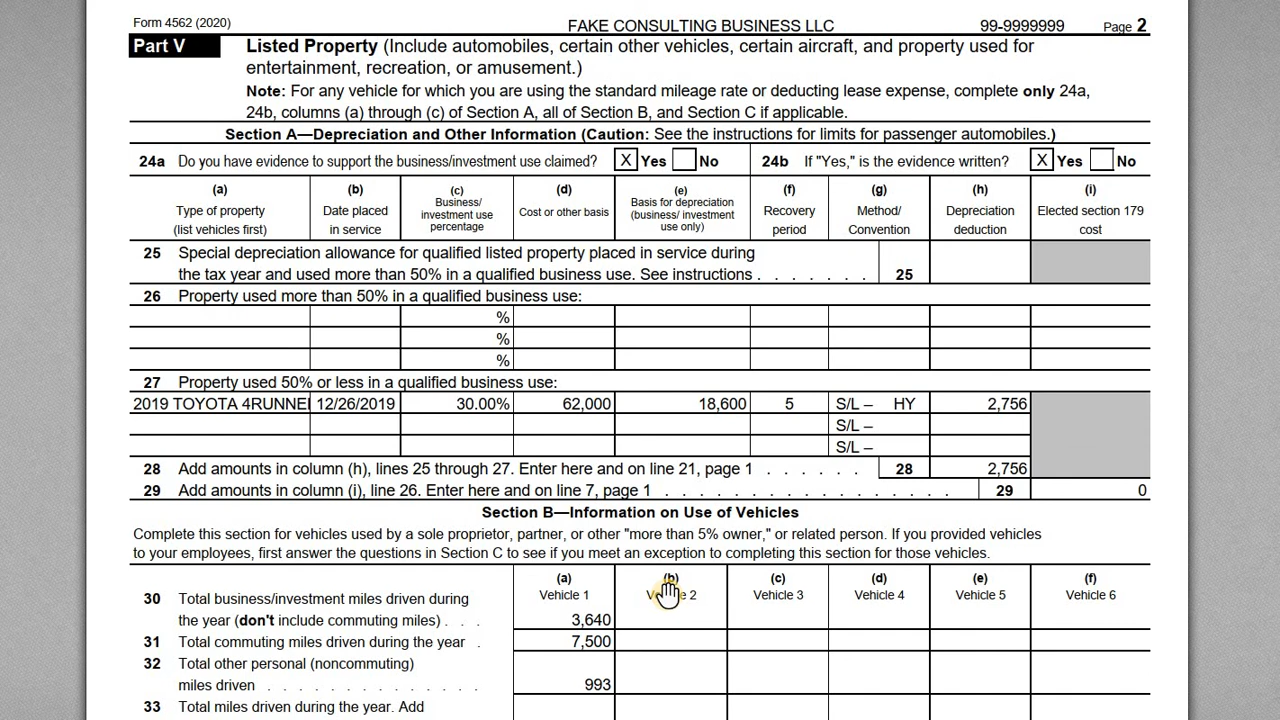 Form 4562 (2020) FAKE CONSULTING BUSINESS LLC 99-9999999 Page 2
Part V Listed Property (Include automobiles, certain other vehicles, certain aircraft, and property used for
entertainment, recreation, or amusement.)
Note: For any vehicle for which you are using the standard mileage rate or deducting lease expense, complete only 24a,
24b, columns (a) through (c) of Section A, all of Section B, and Section C if applicable.
Section A—Depreciation and Other Information (Caution: See the instructions for limits for passenger automobiles.)
24a Do you have evidence to support the business/investment use claimed? X Yes No 24b If "Yes," is the evidence written? X Yes No
(a) (b) (c) (d) (e) (f) (g) (h) (i)
Type of property Date placed Business/ investment use percentage Cost or other basis Basis for depreciation (business/ investment use only) Recovery Method/ Depreciation Elected section 179
(list vehicles first) in service period Convention deduction cost
25 Special depreciation allowance for qualified listed property placed in service during
the tax year and used more than 50% in a qualified business use. See instructions . . . . . . . 25
26 Property used more than 50% in a qualified business use:
%
%
%
27 Property used 50% or less in a qualified business use:
2019 TOYOTA 4RUNNE 12/26/2019 30.00% 62,000 18,600 5 S/L – HY 2,756
S/L –
S/L –
28 Add amounts in column (h), lines 25 through 27. Enter here and on line 21, page 1 . . . . . . 28 2,756
29 Add amounts in column (i), line 26. Enter here and on line 7, page 1 . . . . . . . . . . . . . . . . . 29 0
Section B—Information on Use of Vehicles
Complete this section for vehicles used by a sole proprietor, partner, or other "more than 5% owner," or related person. If you provided vehicles
to your employees, first answer the questions in Section C to see if you meet an exception to completing this section for those vehicles.
(a) (b) (c) (d) (e) (f)
30 Total business/investment miles driven during Vehicle 1 2 Vehicle 3 Vehicle 4 Vehicle 5 Vehicle 6
the year (don't include commuting miles) . . . 3,640
31 Total commuting miles driven during the year . 7,500
32 Total other personal (noncommuting)
miles driven . . . . . . . . . . . . . 993
33 Total miles driven during the year. Add